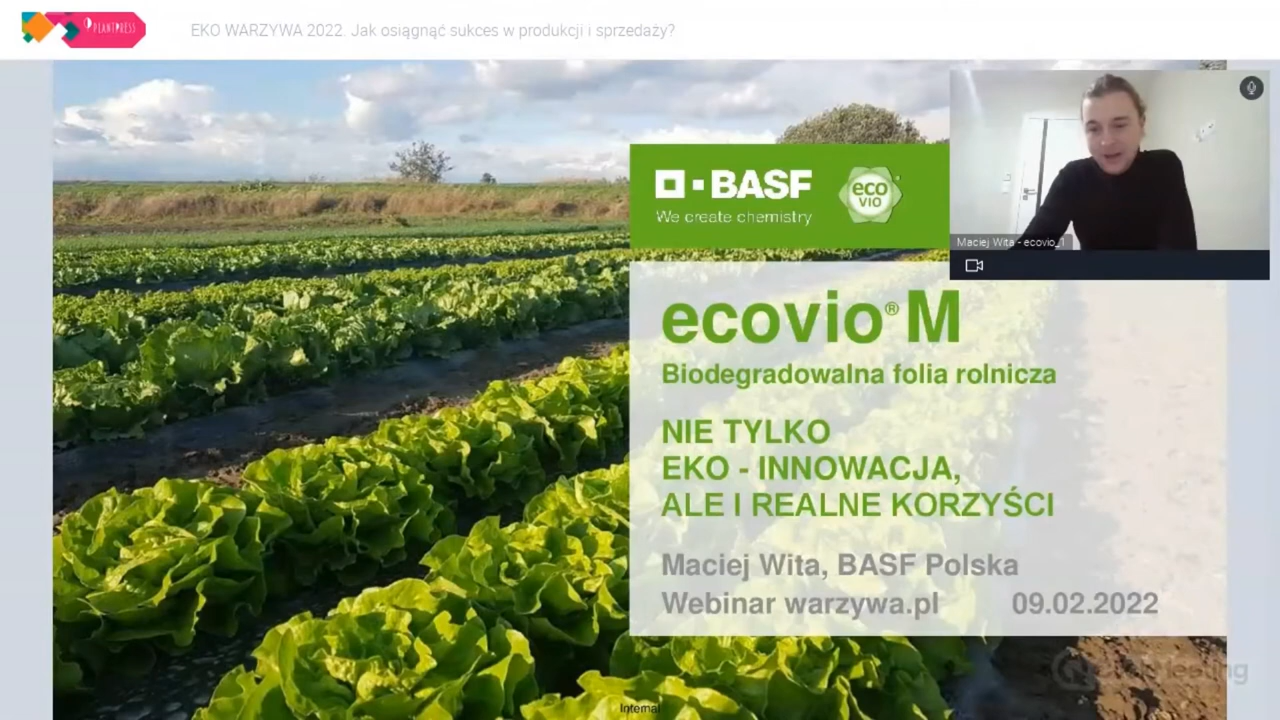 PLANTPRESS
EKO WARZYWA 2022. Jak osiągnąć sukces w produkcji i sprzedaży?
BASF
We create chemistry
eco
VIO
Maciej Wita - ecovio_1
ecovio® M
Biodegradowalna folia rolnicza
NIE TYLKO
EKO - INNOWACJA,
ALE I REALNE KORZYŚCI
Maciej Wita, BASF Polska
Webinar warzywa.pl 09.02.2022
Internal